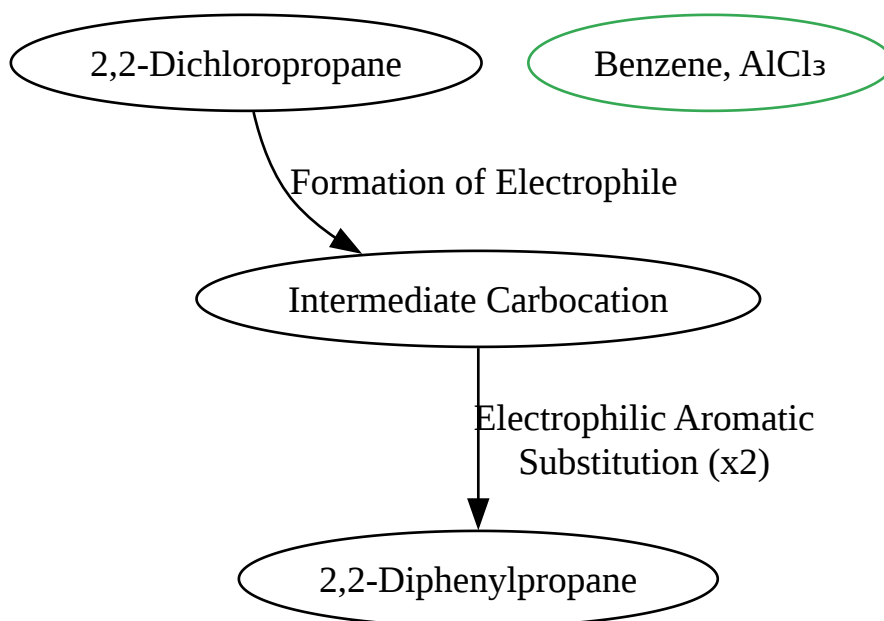 2,2-Dichloropropane
Benzene, AlCl₃
Formation of Electrophile
Intermediate Carbocation
Electrophilic Aromatic
Substitution (x2)
2,2-Diphenylpropane